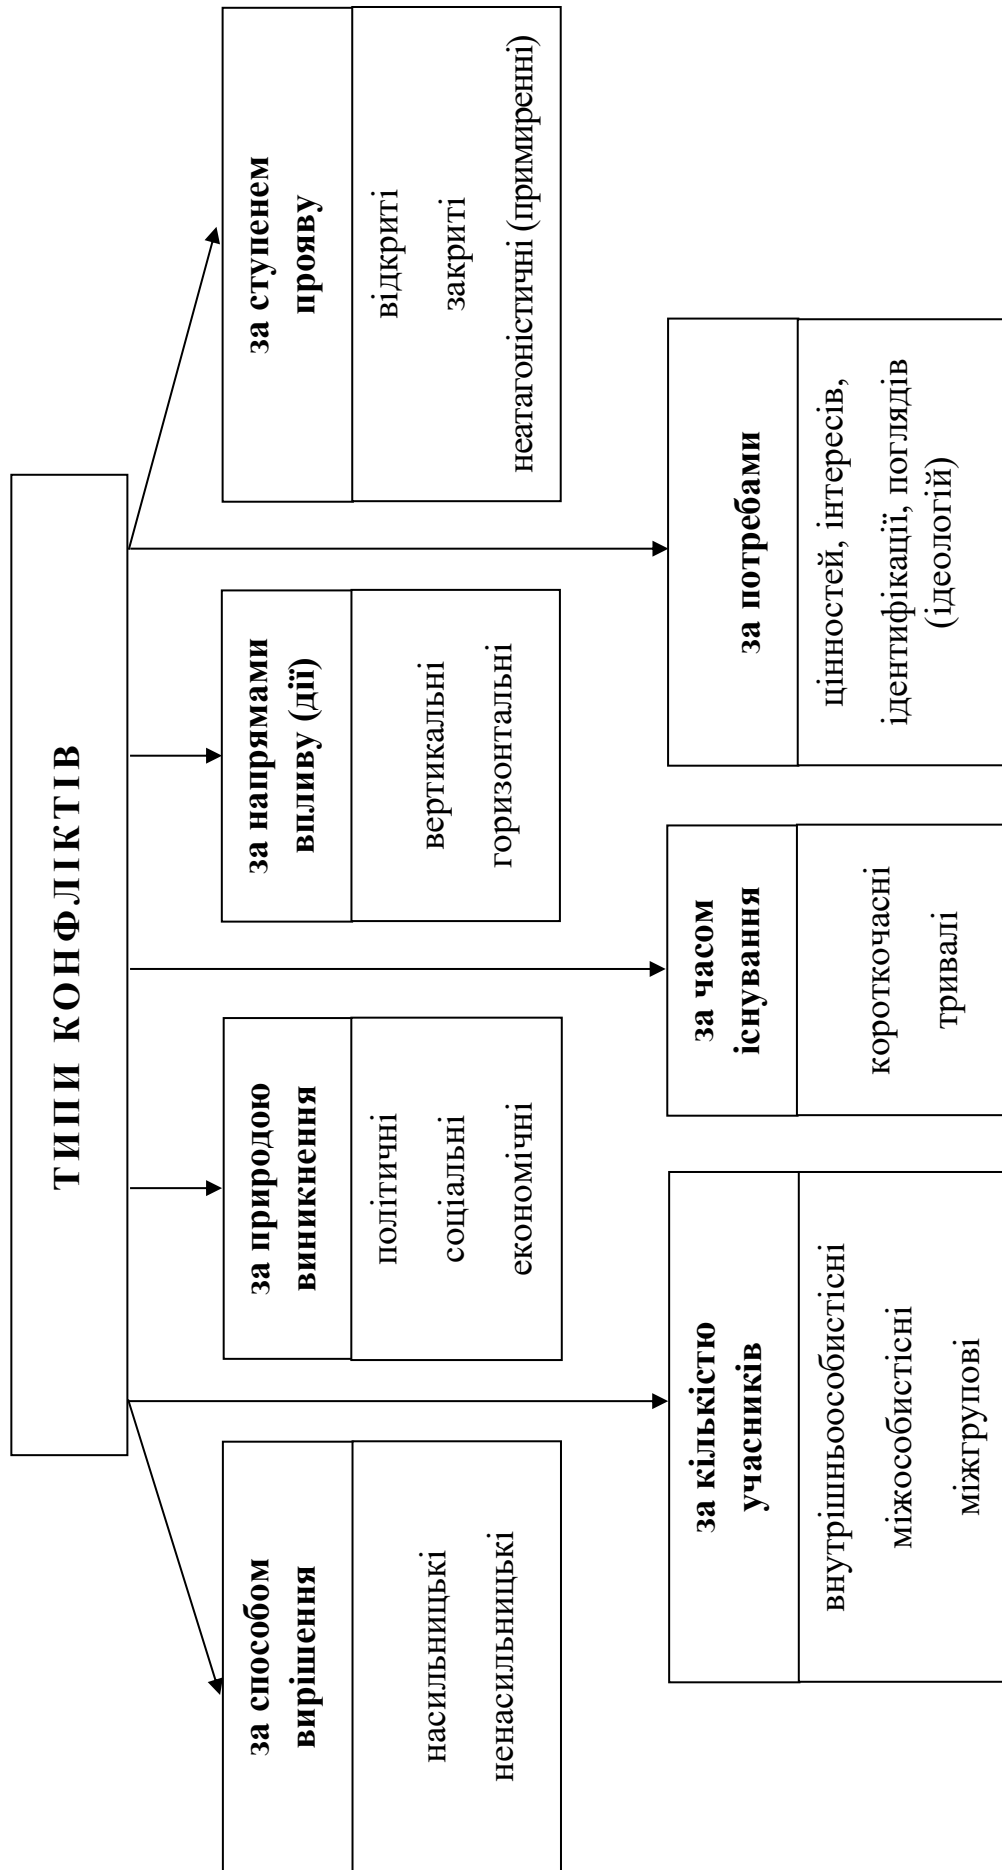 ТИПИ КОНФЛІКТІВ
за способом
вирішення
насильницькі
ненасильницькі
за природою
виникнення
політичні
соціальні
економічні
за напрямами
впливу (дії)
вертикальні
горизонтальні
за ступенем
прояву
відкриті
закриті
неатагоністичні (примиренні)
за кількістю
учасників
внутрішньоособистісні
міжособистісні
міжгрупові
за часом
існування
короткочасні
тривалі
за потребами
цінностей, інтересів,
ідентифікації, поглядів
(ідеологій)